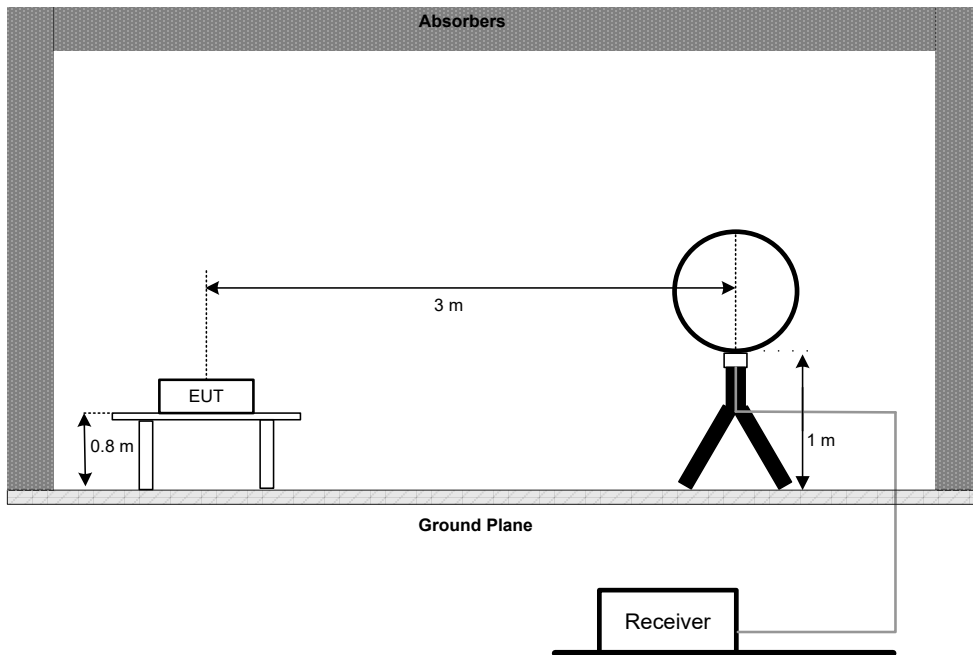 Absorbers
3 m
EUT
0.8 m
1 m
Ground Plane
Receiver